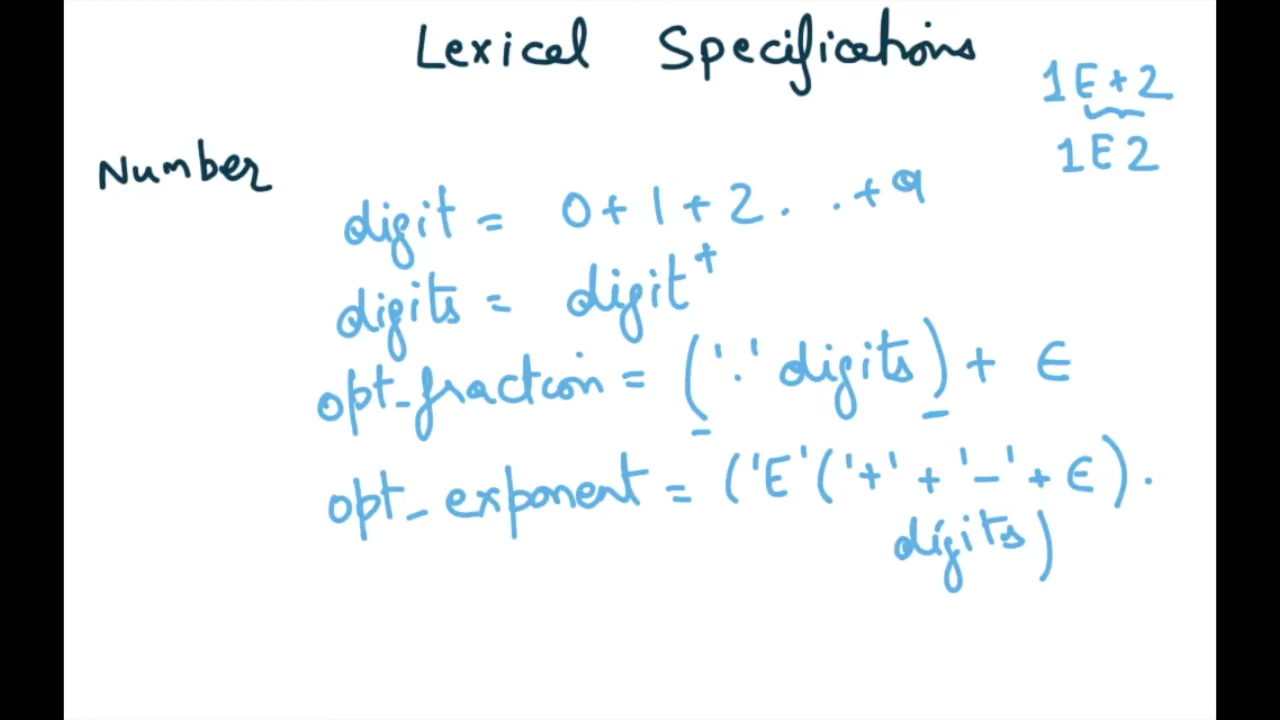 Lexical Specifications
1E+2
1E2
Number
digit = 0+1+2. .+9
digits = digit⁺
opt_fraction = ('.' digits) + ∈
opt_exponent = ('E'('+' + '-' + ∈).
digits)